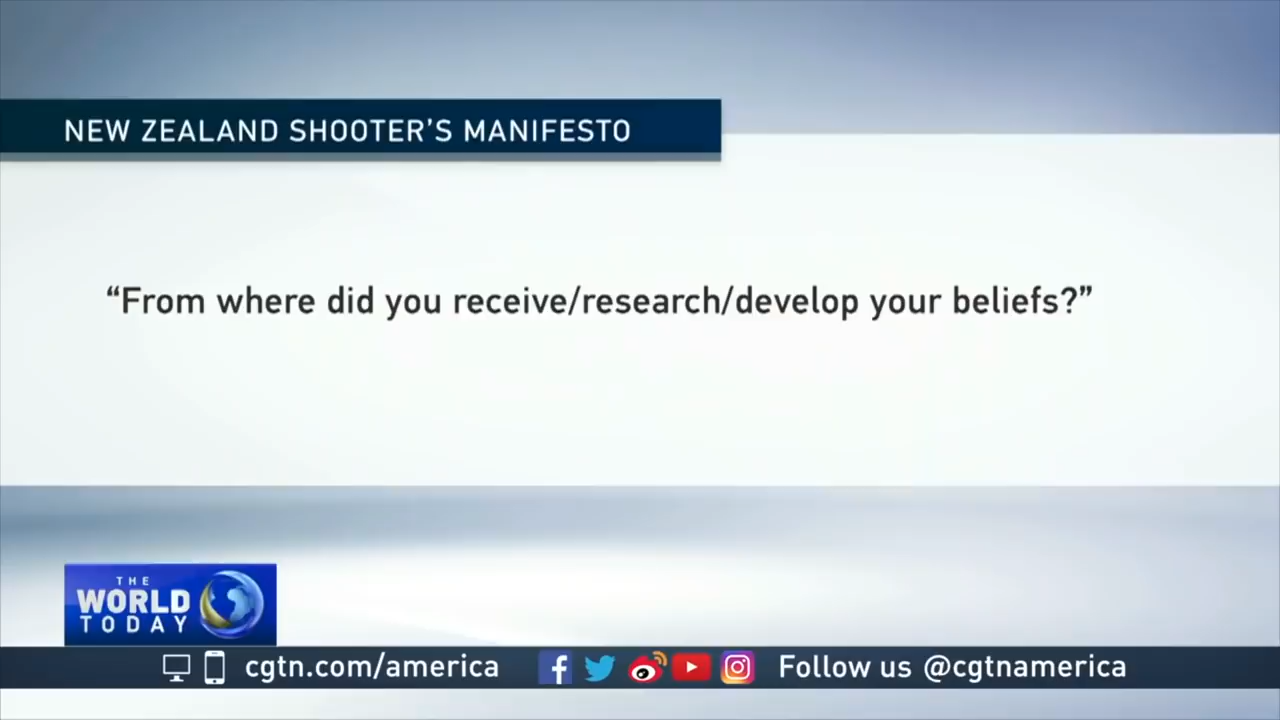 NEW ZEALAND SHOOTER'S MANIFESTO
“From where did you receive/research/develop your beliefs?”
THE
WORLD
TODAY
cgtn.com/america Follow us @cgtnamerica